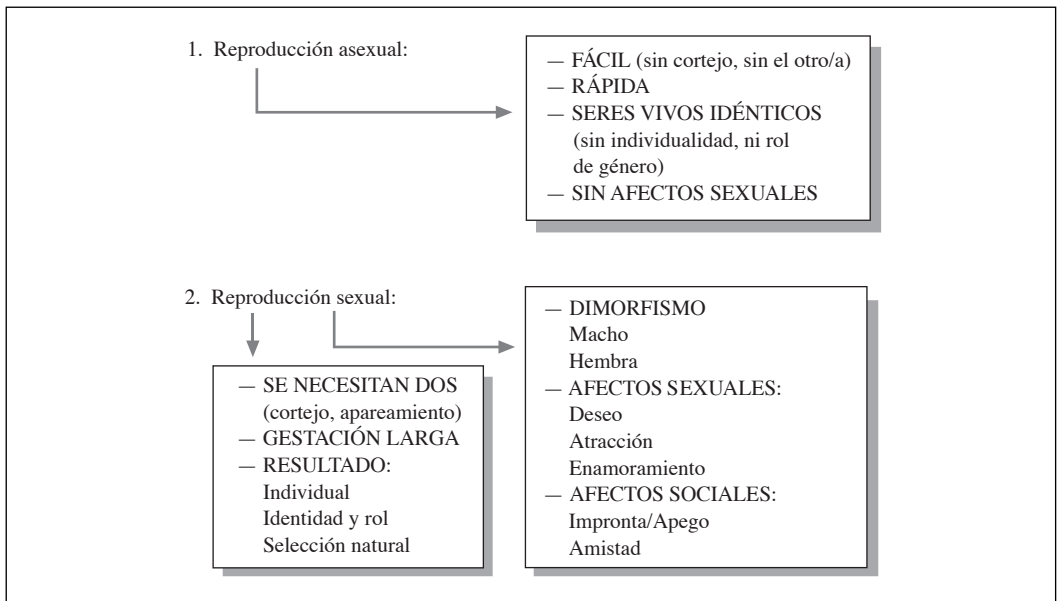 1. Reproducción asexual:
— FÁCIL (sin cortejo, sin el otro/a)
— RÁPIDA
— SERES VIVOS IDÉNTICOS
(sin individualidad, ni rol
de género)
— SIN AFECTOS SEXUALES
2. Reproducción sexual:
— SE NECESITAN DOS
(cortejo, apareamiento)
— GESTACIÓN LARGA
— RESULTADO:
Individual
Identidad y rol
Selección natural
— DIMORFISMO
Macho
Hembra
— AFECTOS SEXUALES:
Deseo
Atracción
Enamoramiento
— AFECTOS SOCIALES:
Impronta/Apego
Amistad